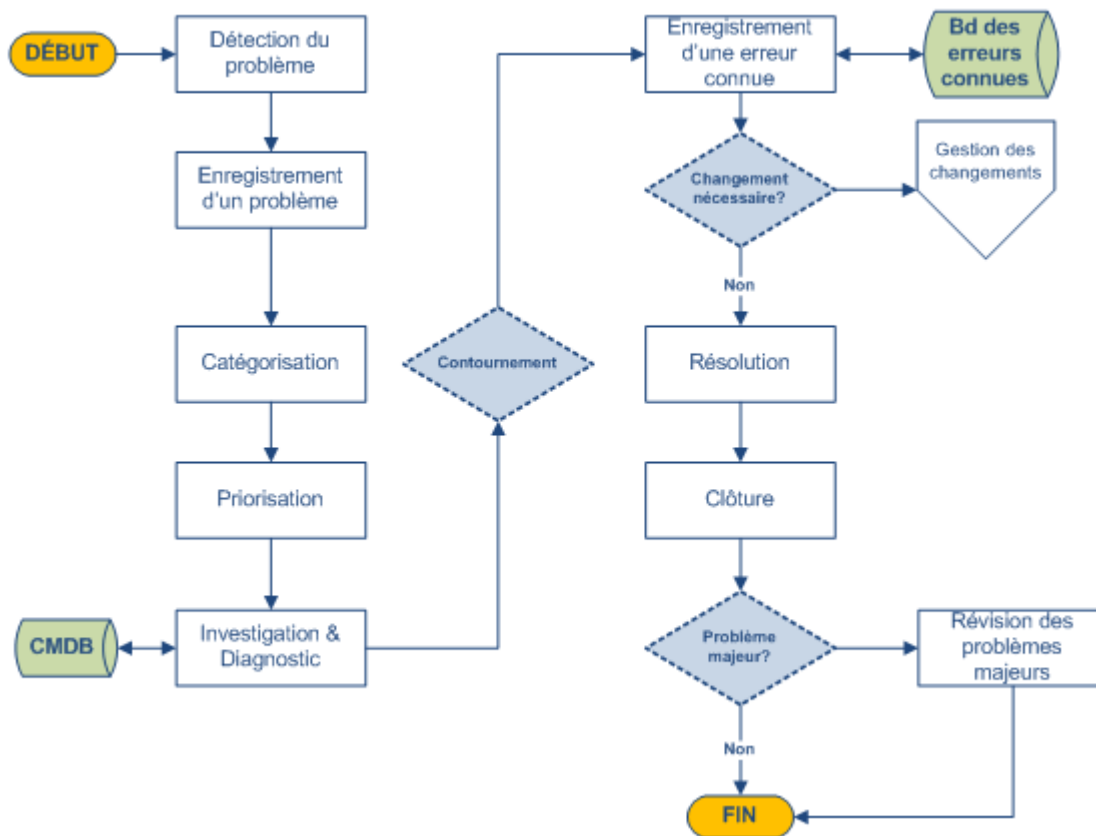 DÉBUT
Détection du
problème
Enregistrement
d'un problème
Catégorisation
Priorisation
CMDB
Investigation &
Diagnostic
Contournement
Enregistrement
d'une erreur
connue
Bd des
erreurs
connues
Changement
nécessaire?
Gestion des
changements
Non
Résolution
Clôture
Problème
majeur?
Révision des
problèmes
majeurs
Non
FIN